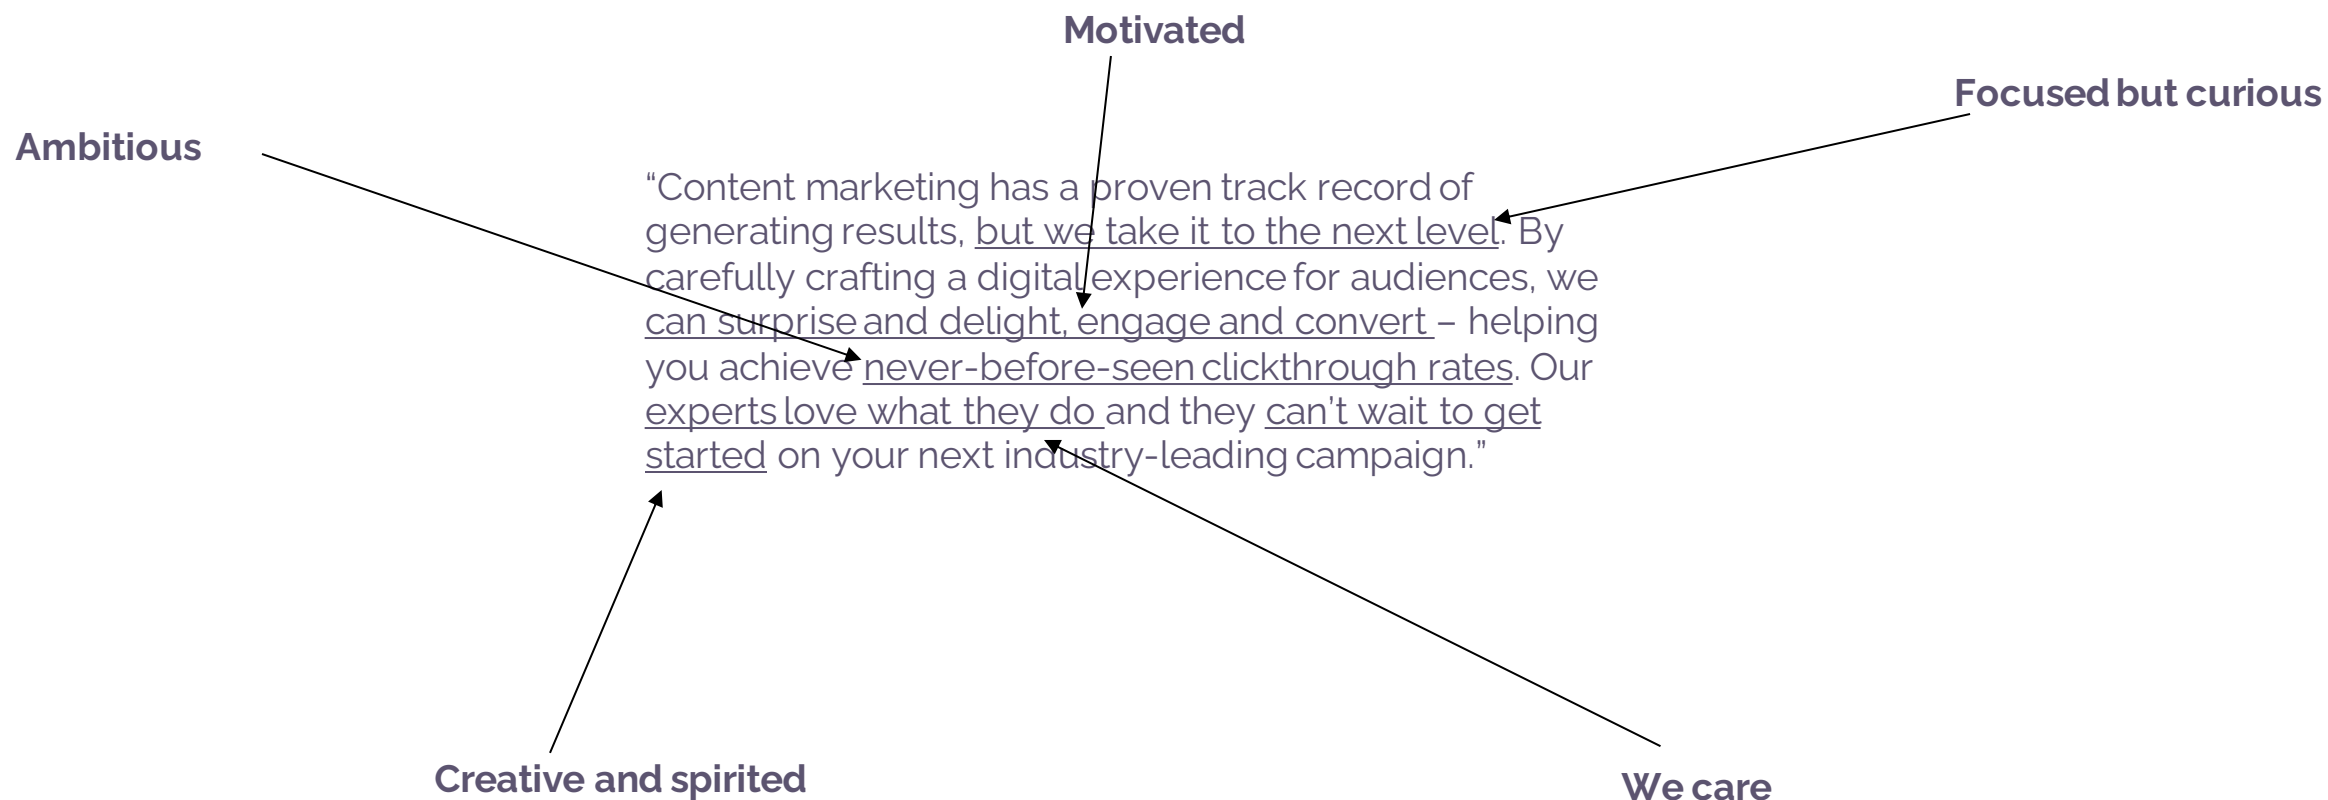 Motivated
Focused but curious
Ambitious
“Content marketing has a proven track record of
generating results, but we take it to the next level. By
carefully crafting a digital experience for audiences, we
can surprise and delight, engage and convert – helping
you achieve never-before-seen clickthrough rates. Our
experts love what they do and they can’t wait to get
started on your next industry-leading campaign.”
Creative and spirited
We care